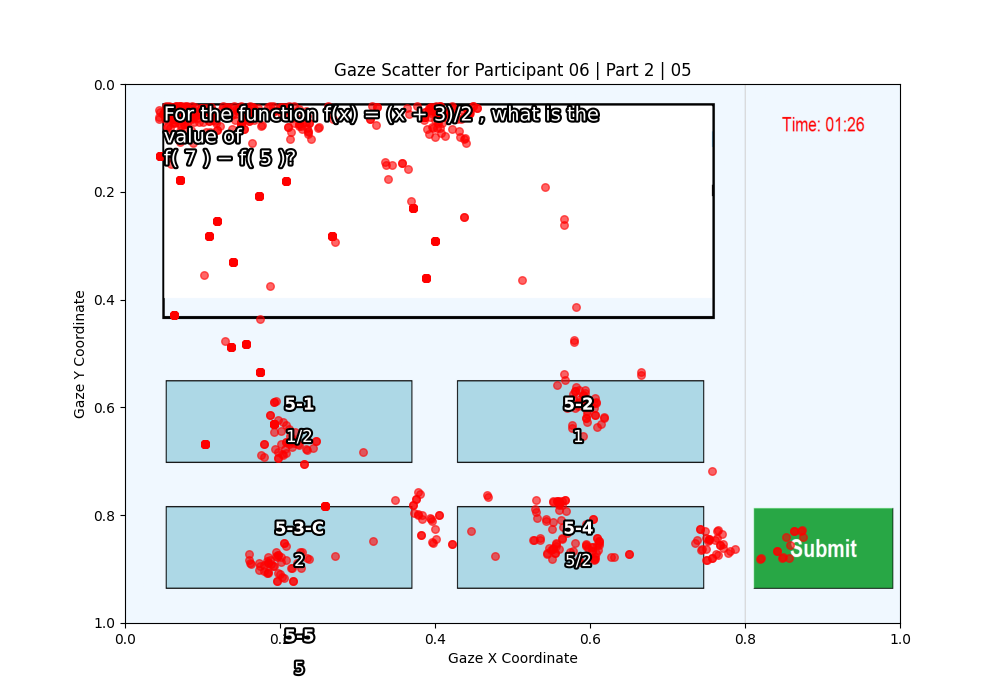 Gaze Scatter for Participant 06 | Part 2 | 05
For the function f(x) = (x + 3)/2 , what is the
value of
f( 7 ) − f( 5 )?
Time: 01:26
5-1
1/2
5-2
1
5-3-C
2
5-4
5/2
Submit
5-5
5
Gaze Y Coordinate
0.0
0.2
0.4
0.6
0.8
1.0
0.0 0.2 0.4 0.6 0.8 1.0
Gaze X Coordinate